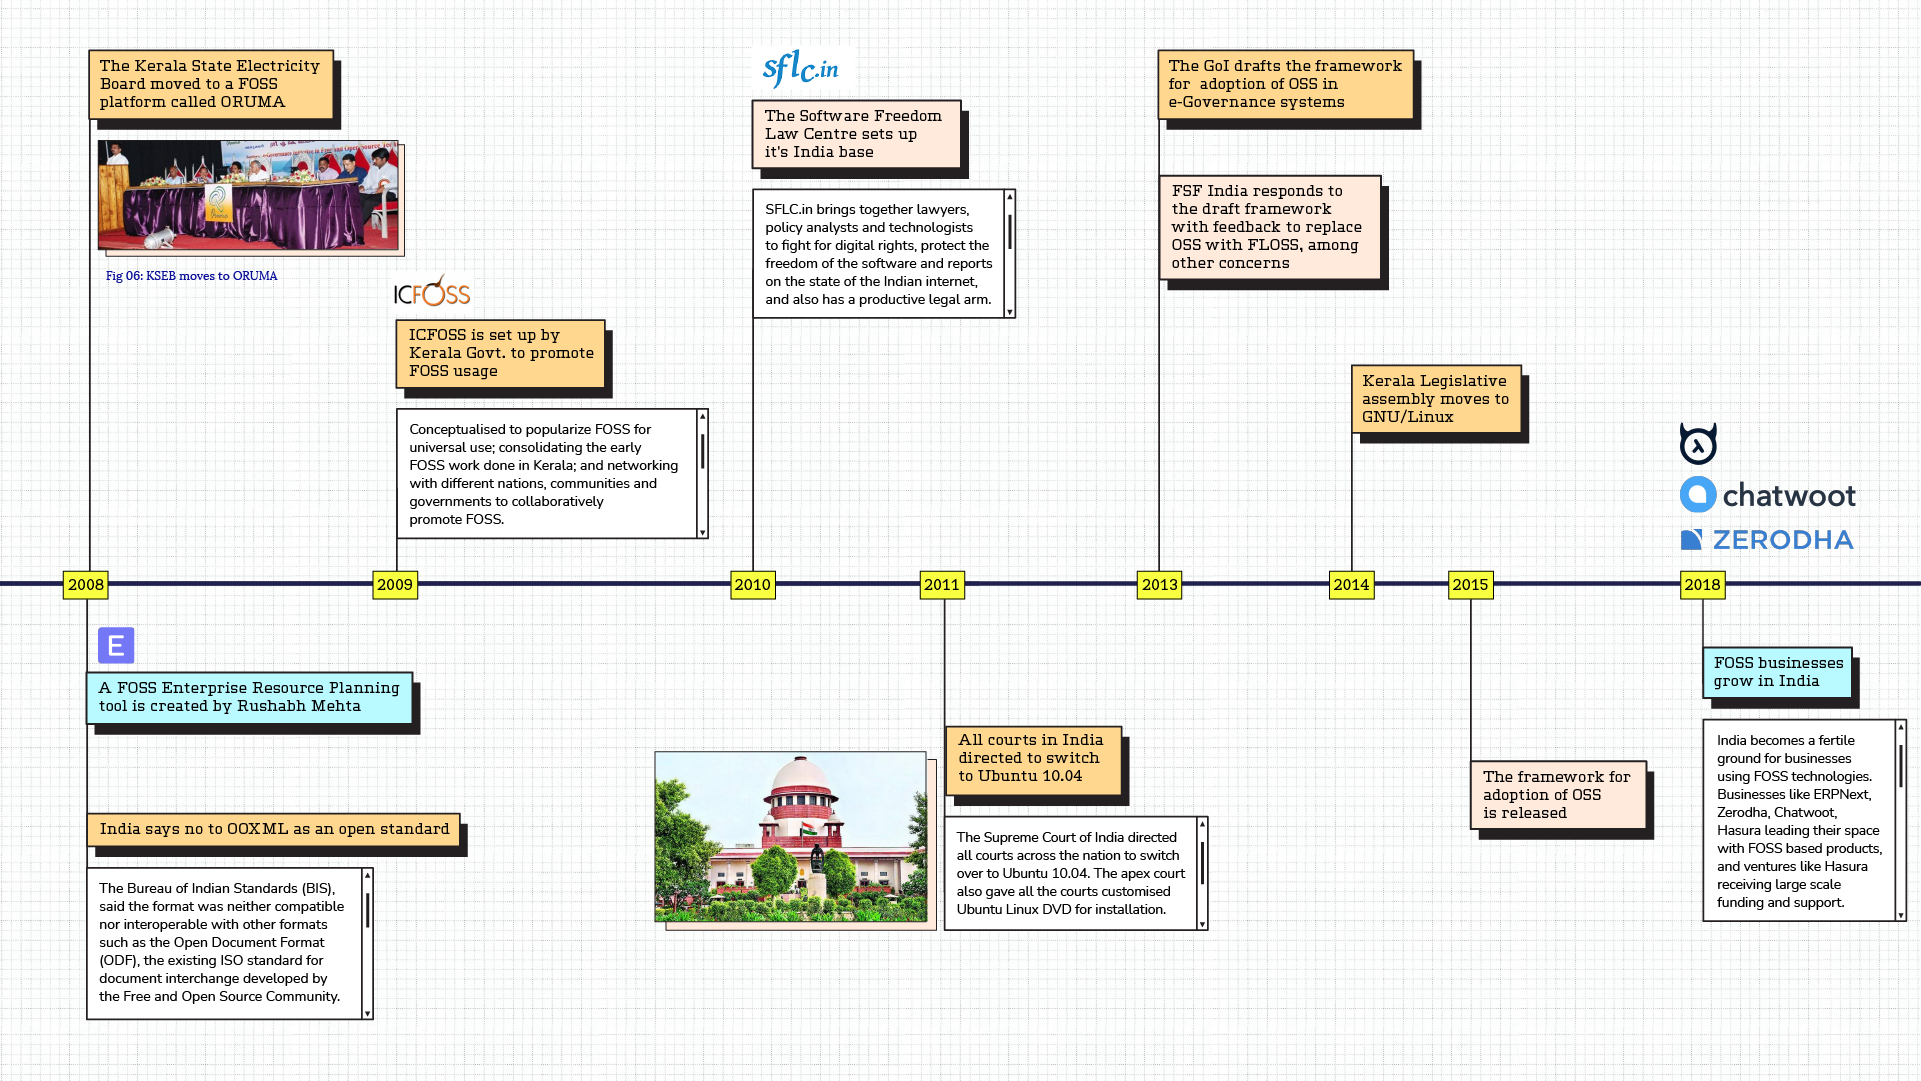 The Kerala State Electricity
Board moved to a FOSS
platform called ORUMA
Fig 06: KSEB moves to ORUMA
ICFOSS
ICFOSS is set up by
Kerala Govt. to promote
FOSS usage
Conceptualised to popularize FOSS for
universal use; consolidating the early
FOSS work done in Kerala; and networking
with different nations, communities and
governments to collaboratively
promote FOSS.
sflc.in
The Software Freedom
Law Centre sets up
it's India base
SFLC.in brings together lawyers,
policy analysts and technologists
to fight for digital rights, protect the
freedom of the software and reports
on the state of the Indian internet,
and also has a productive legal arm.
The GoI drafts the framework
for adoption of OSS in
e-Governance systems
FSF India responds to
the draft framework
with feedback to replace
OSS with FLOSS, among
other concerns
Kerala Legislative
assembly moves to
GNU/Linux
chatwoot
ZERODHA
2008
2009
2010
2011
2013
2014
2015
2018
E
A FOSS Enterprise Resource Planning
tool is created by Rushabh Mehta
India says no to OOXML as an open standard
The Bureau of Indian Standards (BIS),
said the format was neither compatible
nor interoperable with other formats
such as the Open Document Format
(ODF), the existing ISO standard for
document interchange developed by
the Free and Open Source Community.
All courts in India
directed to switch
to Ubuntu 10.04
The Supreme Court of India directed
all courts across the nation to switch
over to Ubuntu 10.04. The apex court
also gave all the courts customised
Ubuntu Linux DVD for installation.
The framework for
adoption of OSS
is released
FOSS businesses
grow in India
India becomes a fertile
ground for businesses
using FOSS technologies.
Businesses like ERPNext,
Zerodha, Chatwoot,
Hasura leading their space
with FOSS based products,
and ventures like Hasura
receiving large scale
funding and support.